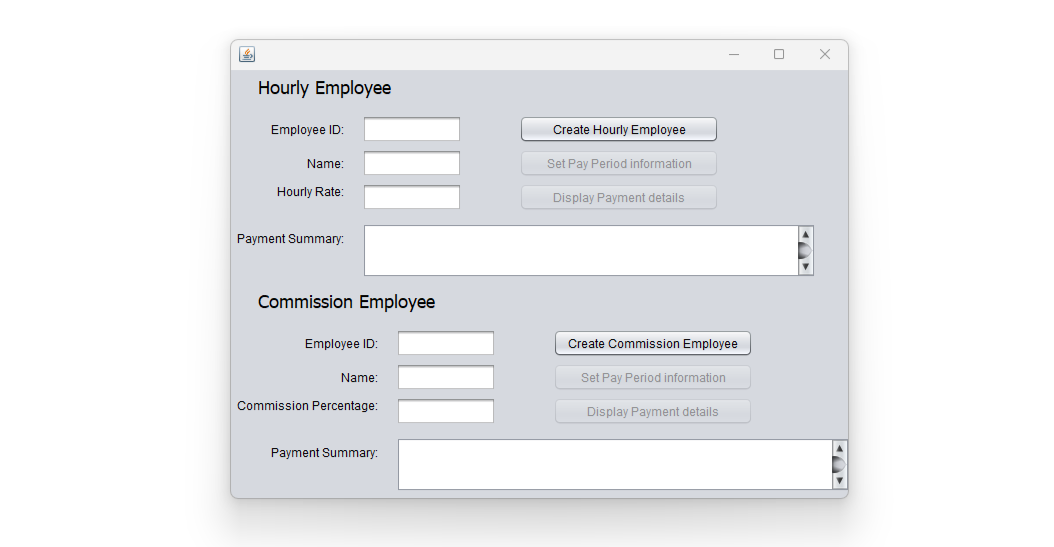 Hourly Employee
Employee ID: Create Hourly Employee
Name: Set Pay Period information
Hourly Rate: Display Payment details
Payment Summary:
Commission Employee
Employee ID: Create Commission Employee
Name: Set Pay Period information
Commission Percentage: Display Payment details
Payment Summary: